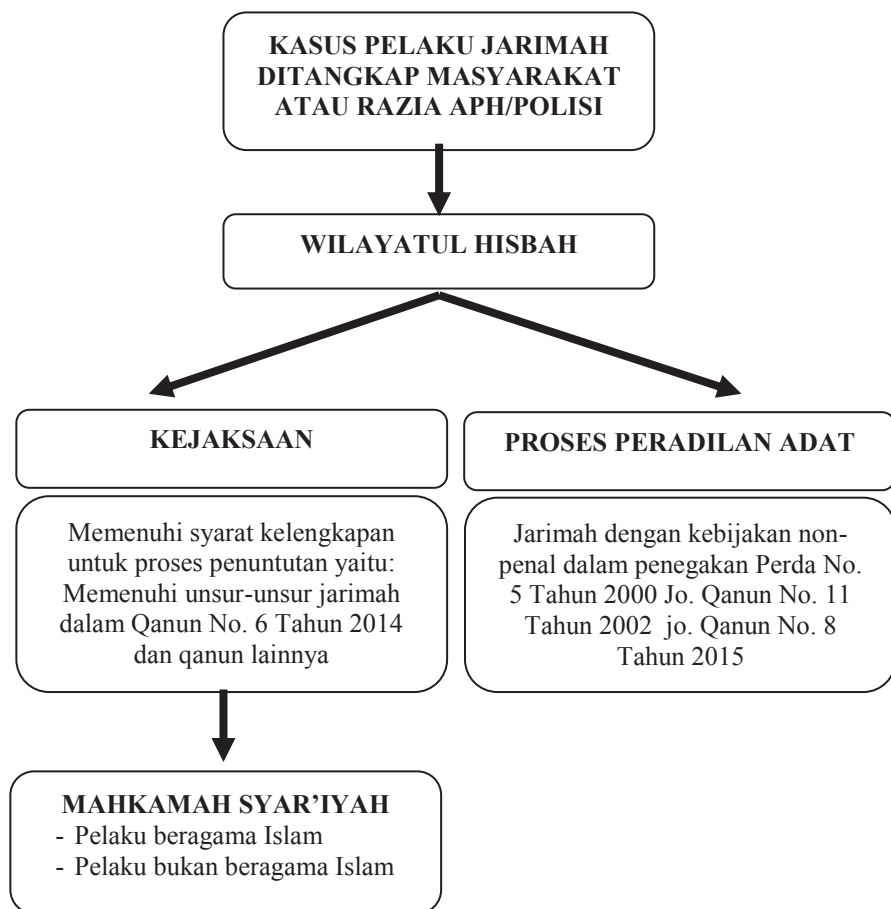 KASUS PELAKU JARIMAH
DITANGKAP MASYARAKAT
ATAU RAZIA APH/POLISI
WILAYATUL HISBAH
KEJAKSAAN
Memenuhi syarat kelengkapan
untuk proses penuntutan yaitu:
Memenuhi unsur-unsur jarimah
dalam Qanun No. 6 Tahun 2014
dan qanun lainnya
PROSES PERADILAN ADAT
Jarimah dengan kebijakan non-
penal dalam penegakan Perda No.
5 Tahun 2000 Jo. Qanun No. 11
Tahun 2002 jo. Qanun No. 8
Tahun 2015
MAHKAMAH SYAR’IYAH
- Pelaku beragama Islam
- Pelaku bukan beragama Islam